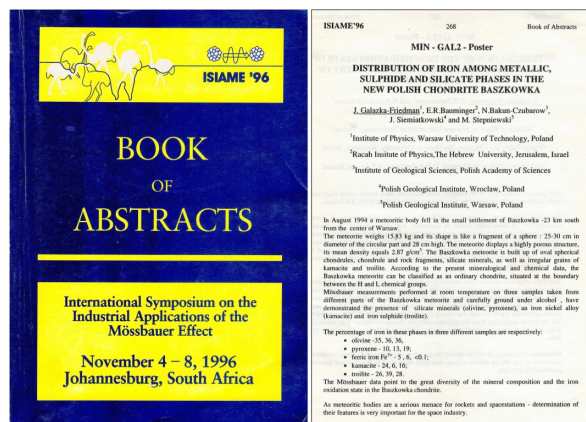 ISIAME '96
BOOK
OF
ABSTRACTS
International Symposium on the
Industrial Applications of the
Mössbauer Effect
November 4 – 8, 1996
Johannesburg, South Africa
ISIAME'96 268 Book of Abstracts
MIN - GAL2 - Poster
DISTRIBUTION OF IRON AMONG METALLIC,
SULPHIDE AND SILICATE PHASES IN THE
NEW POLISH CHONDRITE BASZKOWKA
J. Galazka-Friedman¹, E.R.Bauminger², N.Bakun-Czubarow³,
J. Siemiatkowski⁴ and M. Stepniewski⁵
¹Institute of Physics, Warsaw University of Technology, Poland
²Racah Insitute of Physics,The Hebrew University, Jerusalem, Israel
³Institute of Geological Sciences, Polish Academy of Sciences
⁴Polish Geological Institute, Wroclaw, Poland
⁵Polish Geological Institute, Warsaw, Poland
In August 1994 a meteoritic body fell in the small settlement of Baszkowka -23 km south
from the center of Warsaw.
The meteorite weighs 15.83 kg and its shape is like a fragment of a sphere : 25-30 cm in
diameter of the circular part and 28 cm high. The meteorite displays a highly porous structure,
its mean density equals 2.87 g/cm³. The Baszkowka meteorite is built up of oval spherical
chondrules, chondrule and rock fragments, silicate minerals, as well as irregular grains of
kamacite and troilite. According to the present mineralogical and chemical data, the
Baszkowka meteorite can be classified as an ordinary chondrite, situated at the boundary
between the H and L chemical groups.
Mössbauer measurements performed at room temperature on three samples taken from
different parts of the Baszkowka meteorite and carefully ground under alcohol , have
demonstrated the presence of silicate minerals (olivine, pyroxene), an iron nickel alloy
(kamacite) and iron sulphide (troilite).
The percentage of iron in these phases in three different samples are respectively:
• olivine -35, 36, 36,
• pyroxene - 10, 13, 19;
• ferric iron Fe³⁺ - 5 , 6, <0.1;
• kamacite - 24, 6, 16;
• troilite - 26, 39, 28.
The Mössbauer data point to the great diversity of the mineral composition and the iron
oxidation state in the Baszkowka chondrite.
As meteoritic bodies are a serious menace for rockets and spacestations - determination of
their features is very important for the space industry.